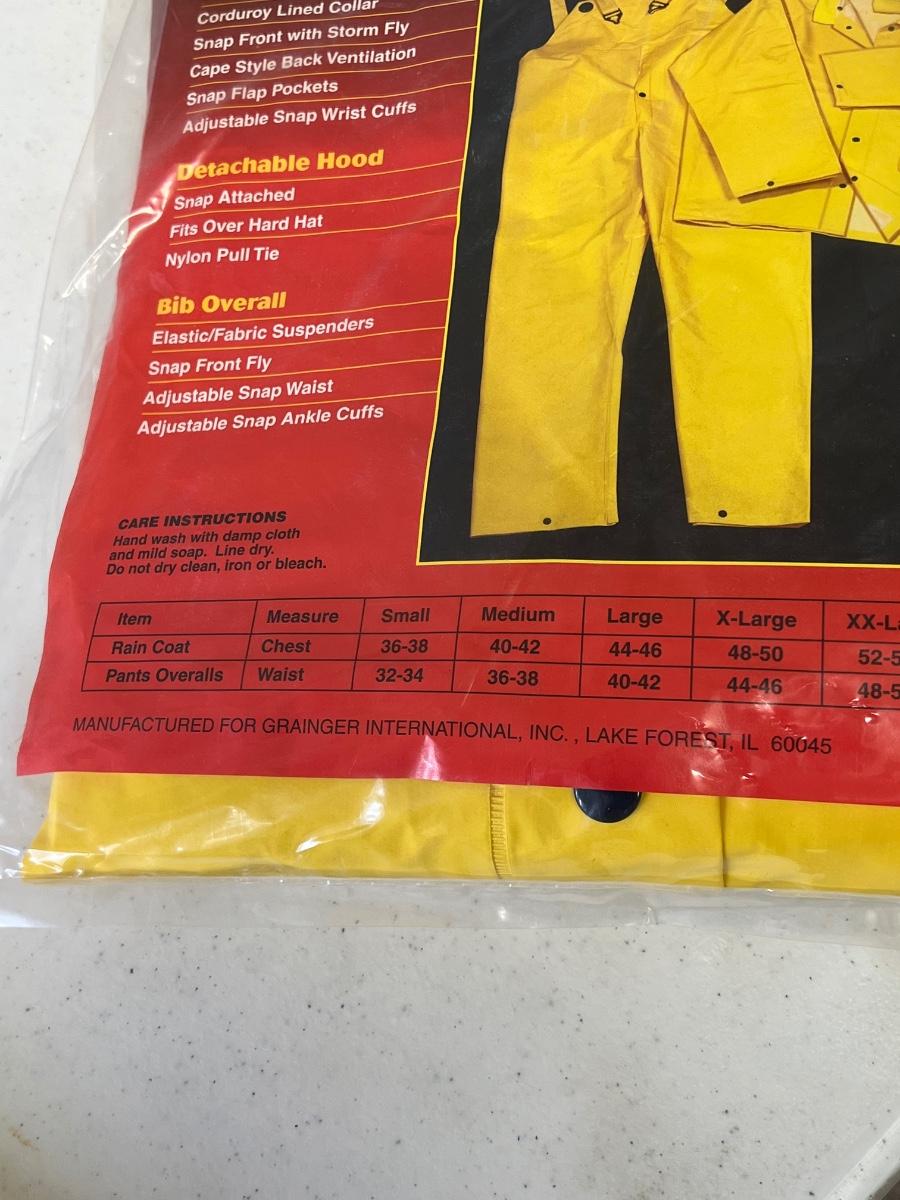 Corduroy Lined Collar
Snap Front with Storm Fly
Cape Style Back Ventilation
Snap Flap Pockets
Adjustable Snap Wrist Cuffs
Detachable Hood
Snap Attached
Fits Over Hard Hat
Nylon Pull Tie
Bib Overall
Elastic/Fabric Suspenders
Snap Front Fly
Adjustable Snap Waist
Adjustable Snap Ankle Cuffs
CARE INSTRUCTIONS
Hand wash with damp cloth
and mild soap. Line dry.
Do not dry clean, iron or bleach.
Item Measure Small Medium Large X-Large
Rain Coat Chest 36-38 40-42 44-46 48-50
Pants Overalls Waist 32-34 36-38 40-42 44-46
MANUFACTURED FOR GRAINGER INTERNATIONAL, INC. , LAKE FOREST, IL 60045